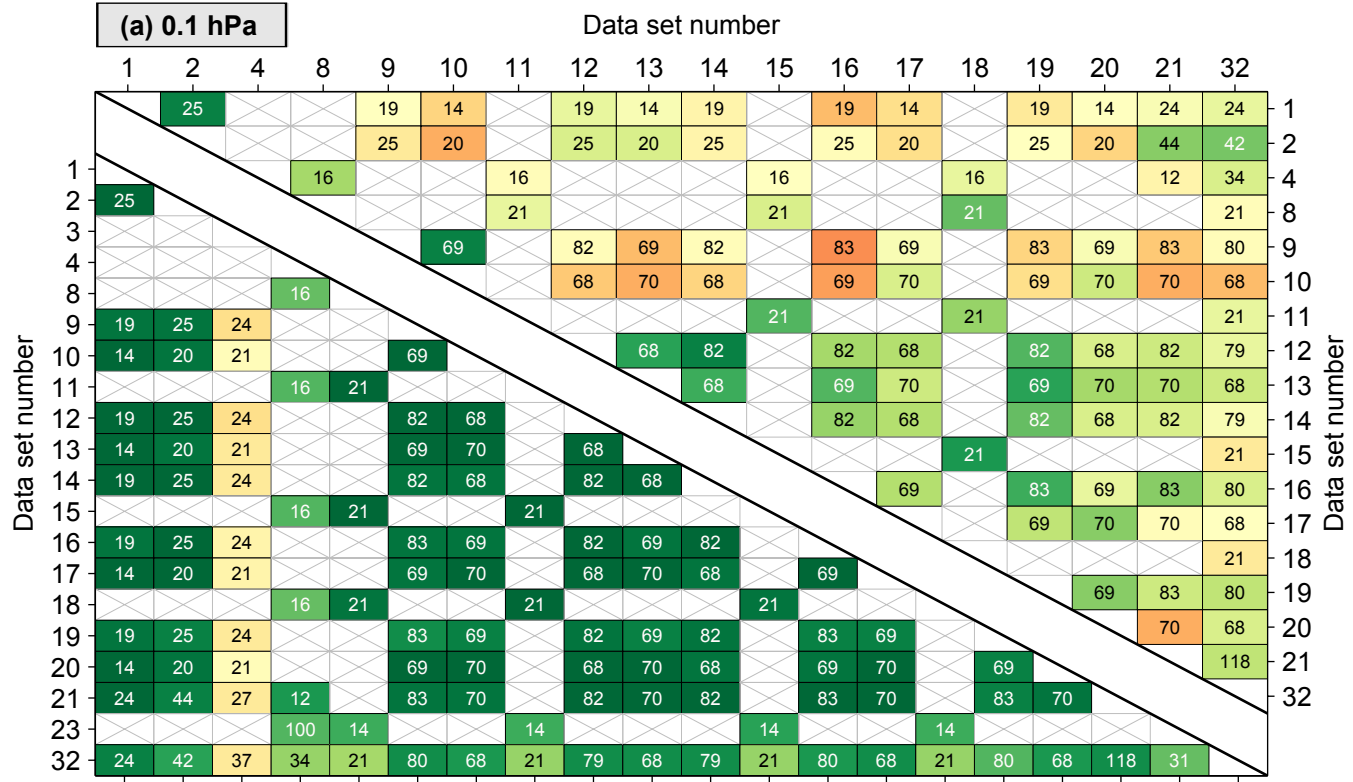 (a) 0.1 hPa
Data set number
1 2 4 8 9 10 11 12 13 14 15 16 17 18 19 20 21 32
25 19 14 19 14 19 19 14 19 14 24 24 1
25 20 25 20 25 25 20 25 20 44 42 2
16 16 16 16 12 34 4
21 21 21 21 8
69 82 69 82 83 69 83 69 83 80 9
68 70 68 69 70 69 70 70 68 10
21 21 21 11
68 82 82 68 82 68 82 79 12
68 69 70 69 70 70 68 13
82 68 82 68 82 79 14
21 21 15
69 83 69 83 80 16
69 70 70 68 17
21 18
69 83 80 19
70 68 20
118 21
32
Data set number
Data set number
1
2 25
3
4
8 16
9 19 25 24
10 14 20 21 69
11 16 21
12 19 25 24 82 68
13 14 20 21 69 70 68
14 19 25 24 82 68 82 68
15 16 21 21
16 19 25 24 83 69 82 69 82
17 14 20 21 69 70 68 70 68 69
18 16 21 21 21
19 19 25 24 83 69 82 69 82 83 69
20 14 20 21 69 70 68 70 68 69 70 69
21 24 44 27 12 83 70 82 70 82 83 70 83 70
23 100 14 14 14 14
32 24 42 37 34 21 80 68 21 79 68 79 21 80 68 21 80 68 118 31